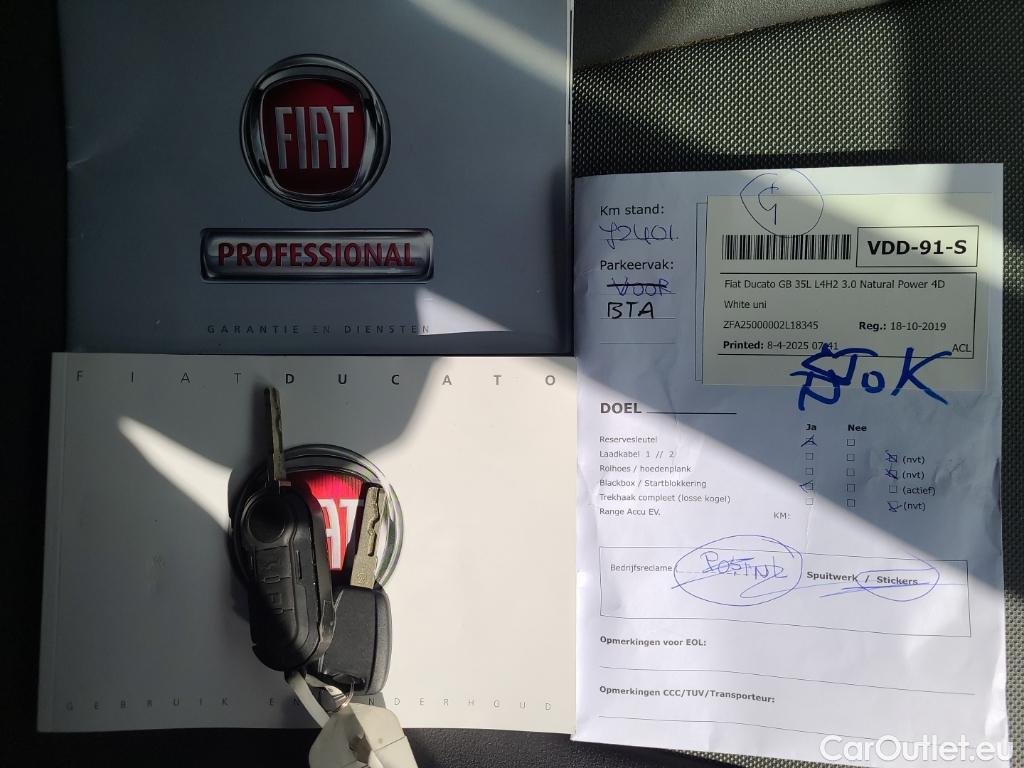 FIAT
PROFESSIONAL
GARANTIE EN DIENSTEN
FIAT DUCATO
GEBRUIK EN ONDERHOUD
Km stand:
72401.
Parkeervak:
VOOR
BTA
G
VDD-91-S
Fiat Ducato GB 35L L4H2 3.0 Natural Power 4D
White uni
ZFA25000002L18345 Reg.: 18-10-2019
Printed: 8-4-2025 07:41
ACL
OK
DOEL
Ja Nee
Reservesleutel
Laadkabel 1 // 2 (nvt)
Rolhoes / hoedenplank (nvt)
Blackbox / Startblokkering (actief)
Trekhaak compleet (losse kogel) (nvt)
Range Accu EV. KM:
Bedrijfsreclame POSTNL Spuitwerk / Stickers
Opmerkingen voor EOL:
Opmerkingen CCC/TUV/Transporteur:
CarOutlet.eu